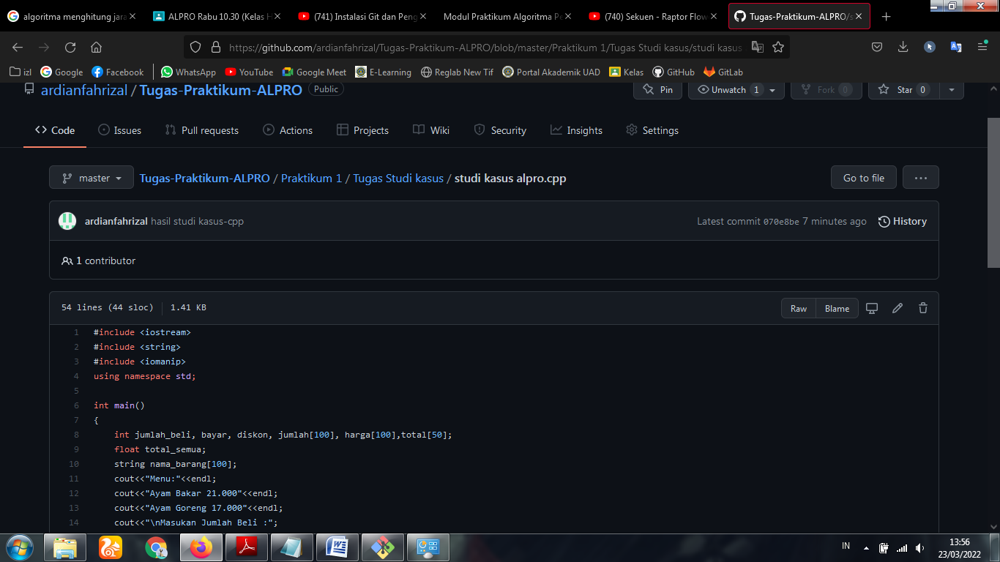 algoritma menghitung jara
ALPRO Rabu 10.30 (Kelas H
(741) Instalasi Git dan Peng
Modul Praktikum Algoritma Pe
(740) Sekuen - Raptor Flow
Tugas-Praktikum-ALPRO/s
https://github.com/ardianfahrizal/Tugas-Praktikum-ALPRO/blob/master/Praktikum 1/Tugas Studi kasus/studi kasus
izl
Google
Facebook
WhatsApp
YouTube
Google Meet
E-Learning
Reglab New Tif
Portal Akademik UAD
Kelas
GitHub
GitLab
ardianfahrizal / Tugas-Praktikum-ALPRO Public
Pin
Unwatch 1
Fork 0
Star 0
Code
Issues
Pull requests
Actions
Projects
Wiki
Security
Insights
Settings
master
Tugas-Praktikum-ALPRO / Praktikum 1 / Tugas Studi kasus / studi kasus alpro.cpp
Go to file
ardianfahrizal hasil studi kasus-cpp
Latest commit 070e8be 7 minutes ago
History
1 contributor
54 lines (44 sloc) 1.41 KB
Raw
Blame
1 #include <iostream>
2 #include <string>
3 #include <iomanip>
4 using namespace std;
5
6 int main()
7 {
8 int jumlah_beli, bayar, diskon, jumlah[100], harga[100],total[50];
9 float total_semua;
10 string nama_barang[100];
11 cout<<"Menu:"<<endl;
12 cout<<"Ayam Bakar 21.000"<<endl;
13 cout<<"Ayam Goreng 17.000"<<endl;
14 cout<<"\nMasukan Jumlah Beli :";
IN
13:56
23/03/2022